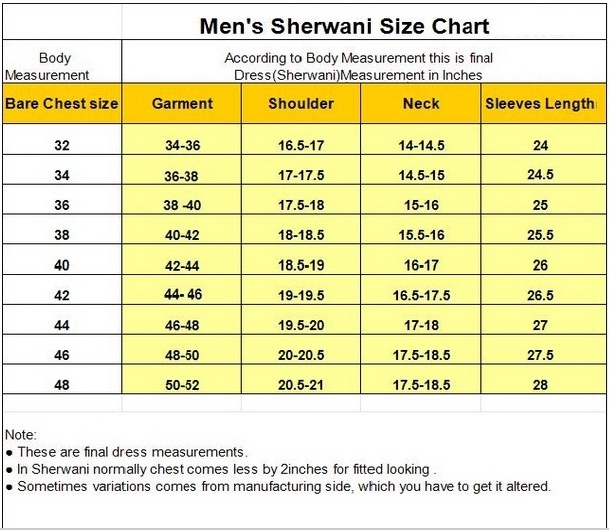 Men's Sherwani Size Chart
Body Measurement
According to Body Measurement this is final
Dress(Sherwani)Measurement in Inches
Bare Chest size Garment Shoulder Neck Sleeves Length
32 34-36 16.5-17 14-14.5 24
34 36-38 17-17.5 14.5-15 24.5
36 38 -40 17.5-18 15-16 25
38 40-42 18-18.5 15.5-16 25.5
40 42-44 18.5-19 16-17 26
42 44- 46 19-19.5 16.5-17.5 26.5
44 46-48 19.5-20 17-18 27
46 48-50 20-20.5 17.5-18.5 27.5
48 50-52 20.5-21 17.5-18.5 28
Note:
● These are final dress measurements.
● In Sherwani normally chest comes less by 2inches for fitted looking .
● Sometimes variations comes from manufacturing side, which you have to get it altered.